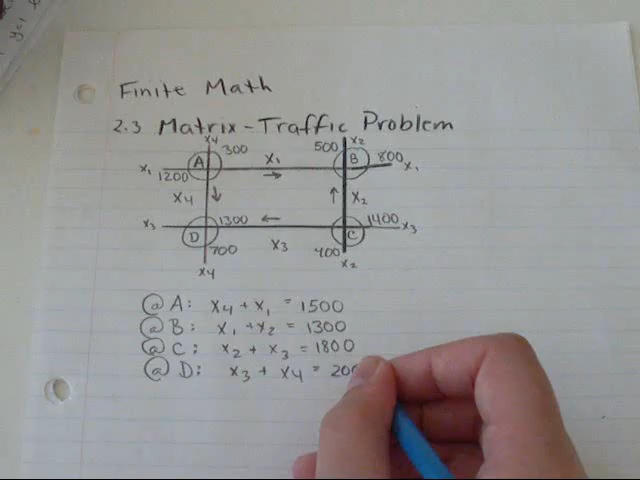 y=1
Finite Math
2.3 Matrix-Traffic Problem
x4 300 x1 500 x2 800
x1 1200 A B x1
x4 x2
x3 1300 1400 x3
D 700 x3 400 C
x4 x2
@ A: x4 + x1 = 1500
@ B: x1 + x2 = 1300
@ C: x2 + x3 = 1800
@ D: x3 + x4 = 200